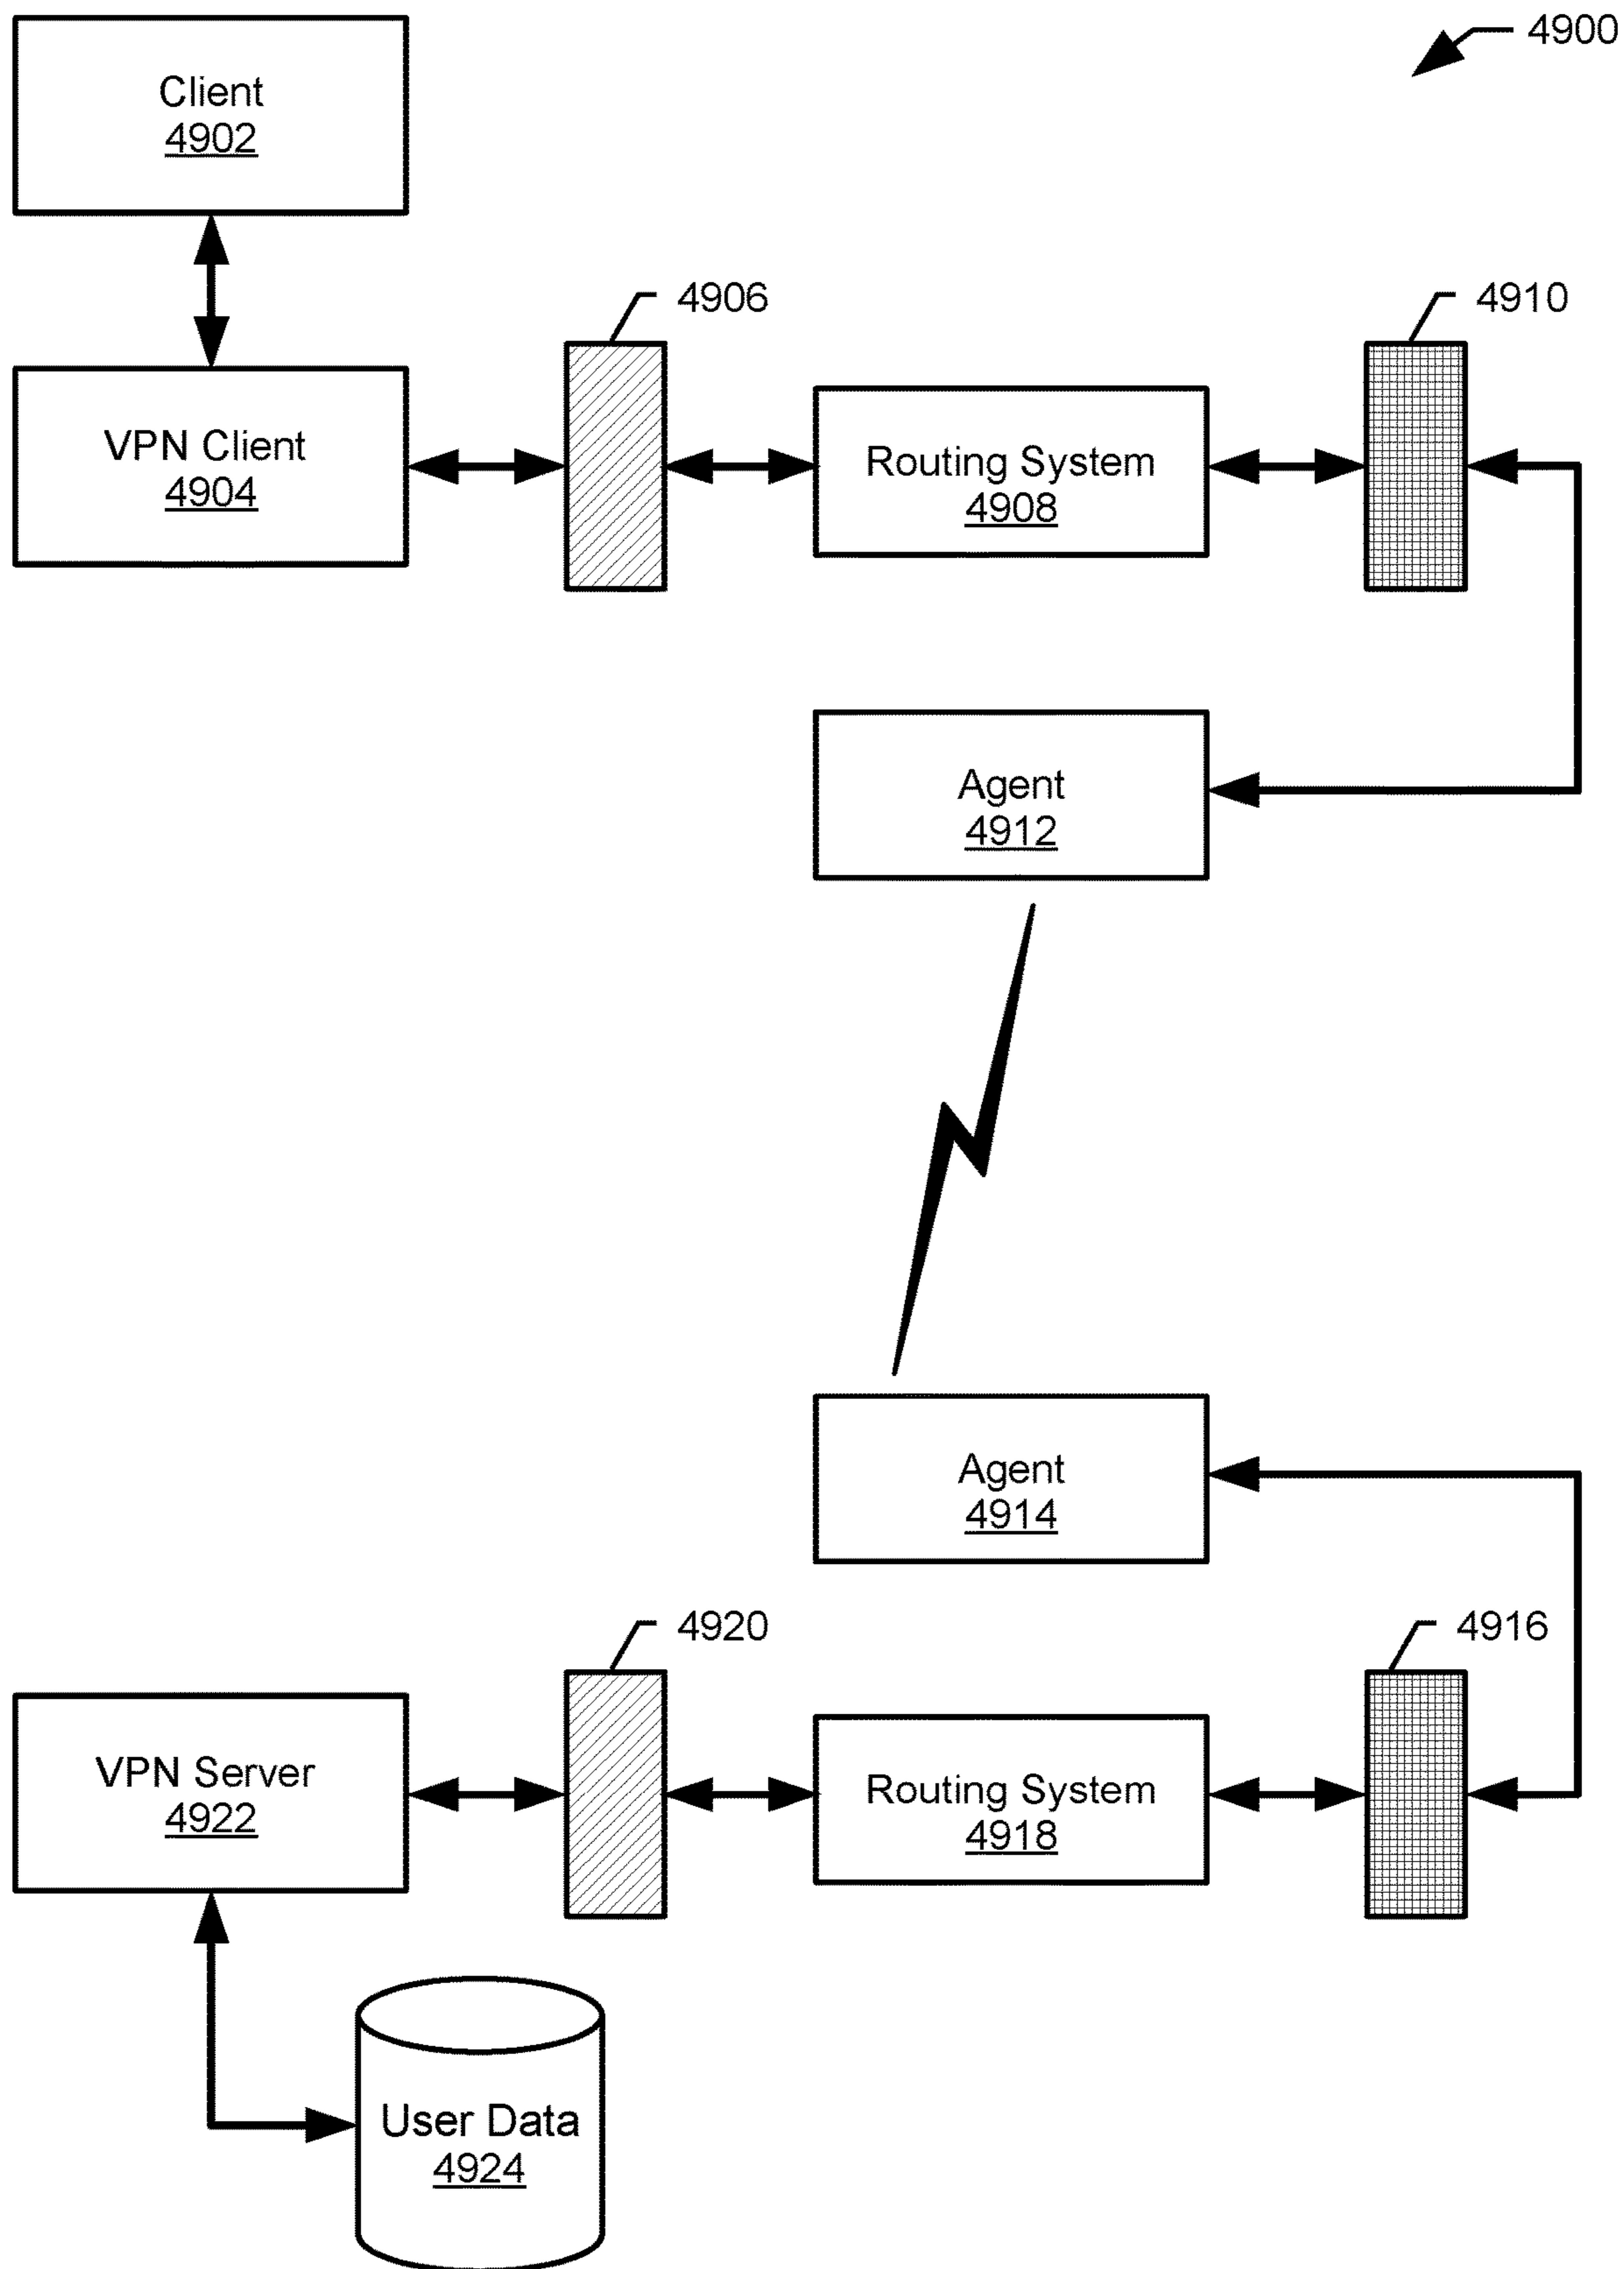 4900
Client
4902
4906
4910
VPN Client
4904
Routing System
4908
Agent
4912
Agent
4914
4920
4916
VPN Server
4922
Routing System
4918
User Data
4924